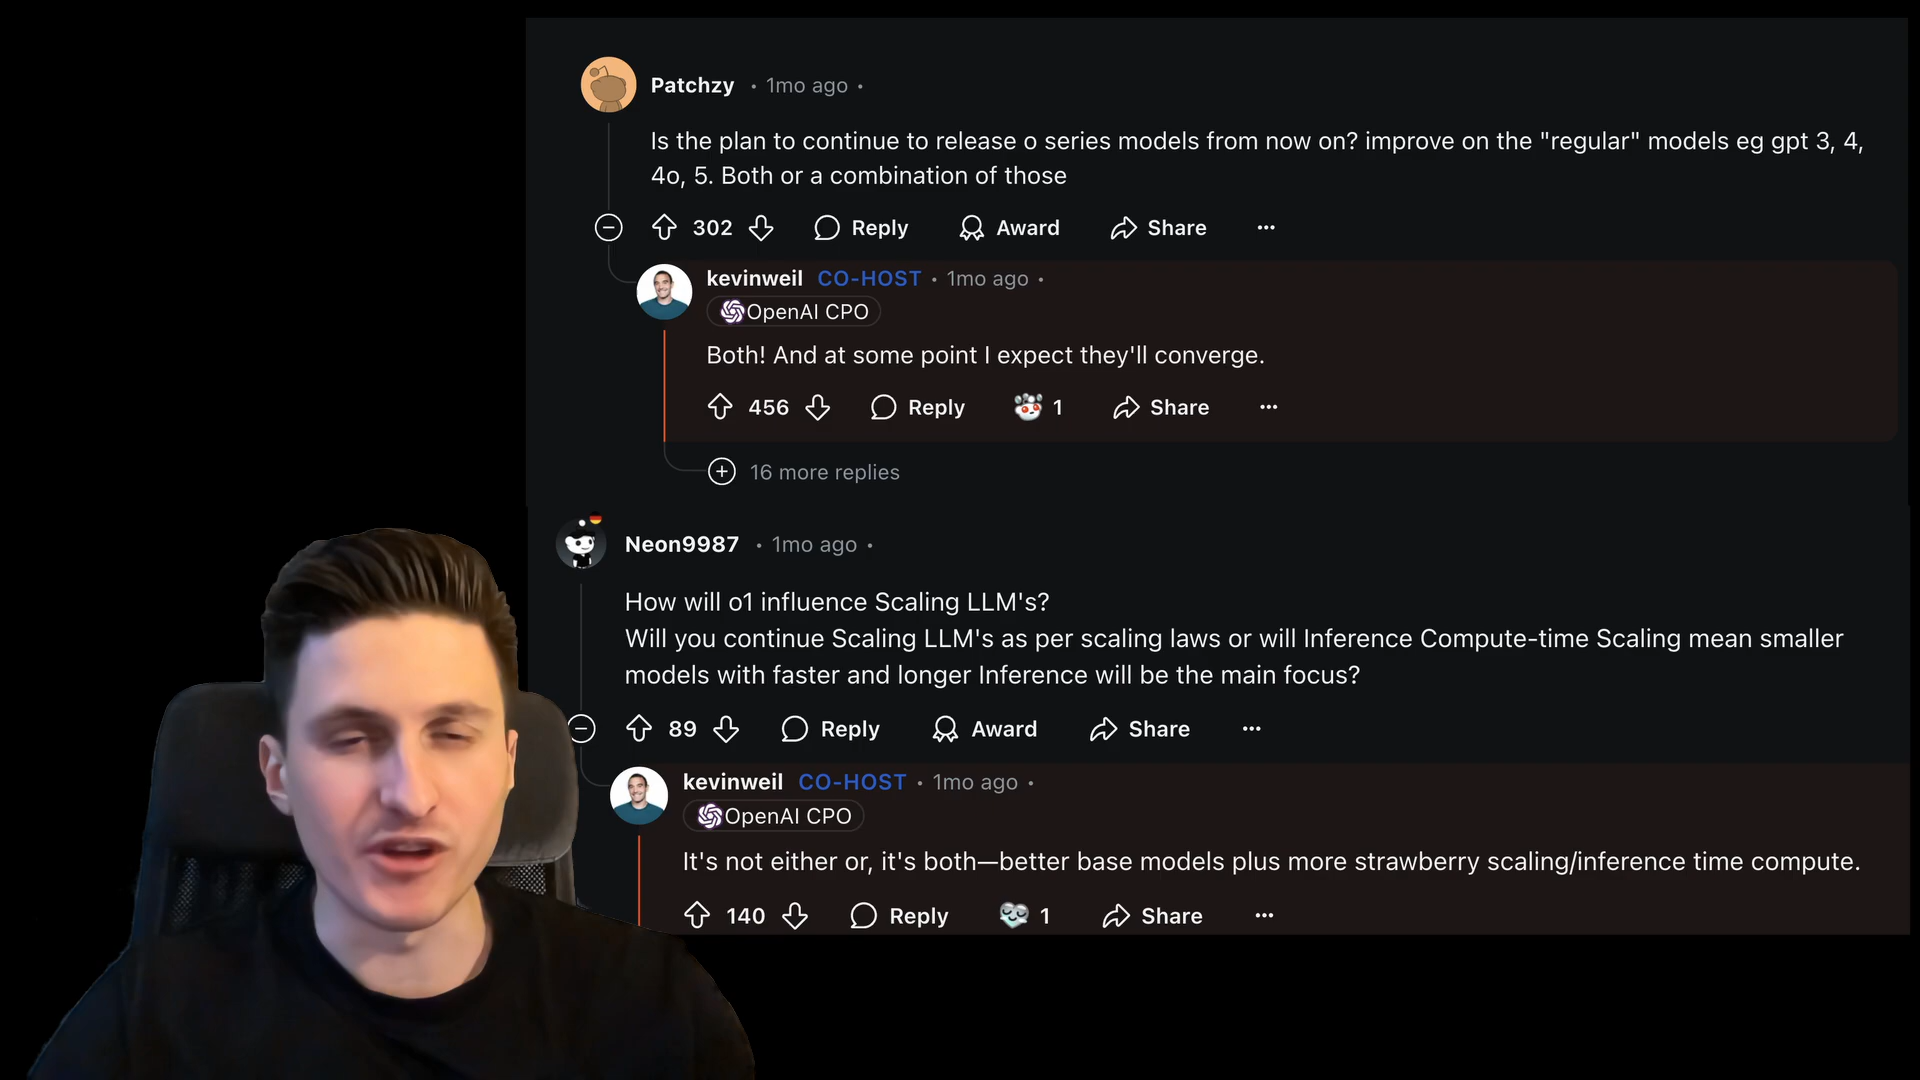 Patchzy • 1mo ago •
Is the plan to continue to release o series models from now on? improve on the "regular" models eg gpt 3, 4,
4o, 5. Both or a combination of those
302 Reply Award Share
kevinweil CO-HOST • 1mo ago •
OpenAI CPO
Both! And at some point I expect they'll converge.
456 Reply 1 Share
16 more replies
Neon9987 • 1mo ago •
How will o1 influence Scaling LLM's?
Will you continue Scaling LLM's as per scaling laws or will Inference Compute-time Scaling mean smaller
models with faster and longer Inference will be the main focus?
89 Reply Award Share
kevinweil CO-HOST • 1mo ago •
OpenAI CPO
It's not either or, it's both—better base models plus more strawberry scaling/inference time compute.
140 Reply 1 Share